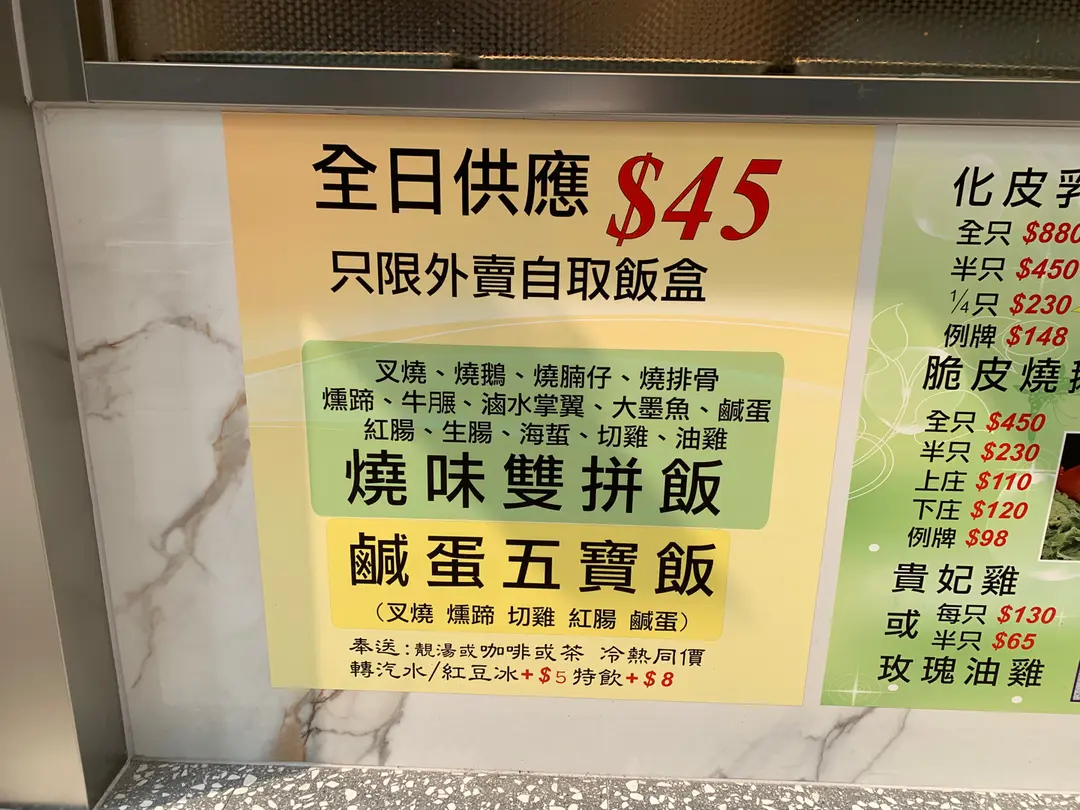 全日供應 $45
只限外賣自取飯盒
叉燒、燒鵝、燒腩仔、燒排骨
燻蹄、牛𦟌、滷水掌翼、大墨魚、鹹蛋
紅腸、生腸、海蜇、切雞、油雞
燒味雙拼飯
鹹蛋五寶飯
(叉燒 燻蹄 切雞 紅腸 鹹蛋)
奉送:靚湯或咖啡或茶 冷熱同價
轉汽水/紅豆冰+$5特飲+$8
化皮乳
全只 $880
半只 $450
¼只 $230
例牌 $148
脆皮燒
全只 $450
半只 $230
上庄 $110
下庄 $120
例牌 $98
貴妃雞
或 每只 $130
半只 $65
玫瑰油雞